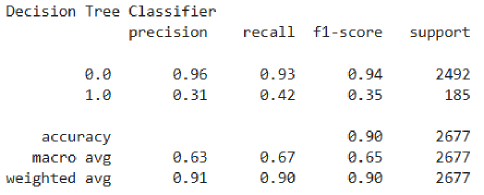 Decision Tree Classifier
precision recall f1-score support
0.0 0.96 0.93 0.94 2492
1.0 0.31 0.42 0.35 185
accuracy 0.90 2677
macro avg 0.63 0.67 0.65 2677
weighted avg 0.91 0.90 0.90 2677